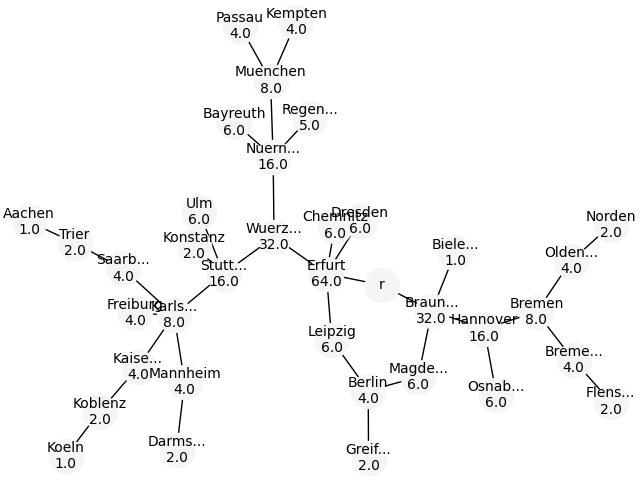 Passau
4.0
Kempten
4.0
Muenchen
8.0
Bayreuth
6.0
Regen...
5.0
Nuern...
16.0
Ulm
6.0
Aachen
1.0
Trier
2.0
Konstanz
2.0
Wuerz...
32.0
Chemnitz
6.0
Dresden
6.0
Norden
2.0
Saarb...
4.0
Stutt...
16.0
Erfurt
64.0
r
Biele...
1.0
Olden...
4.0
Freiburg
4.0
Karls...
8.0
Braun...
32.0
Hannover
16.0
Bremen
8.0
Leipzig
6.0
Kaise...
4.0
Mannheim
4.0
Magde...
6.0
Breme...
4.0
Koblenz
2.0
Berlin
4.0
Osnab...
6.0
Flens...
2.0
Koeln
1.0
Darms...
2.0
Greif...
2.0